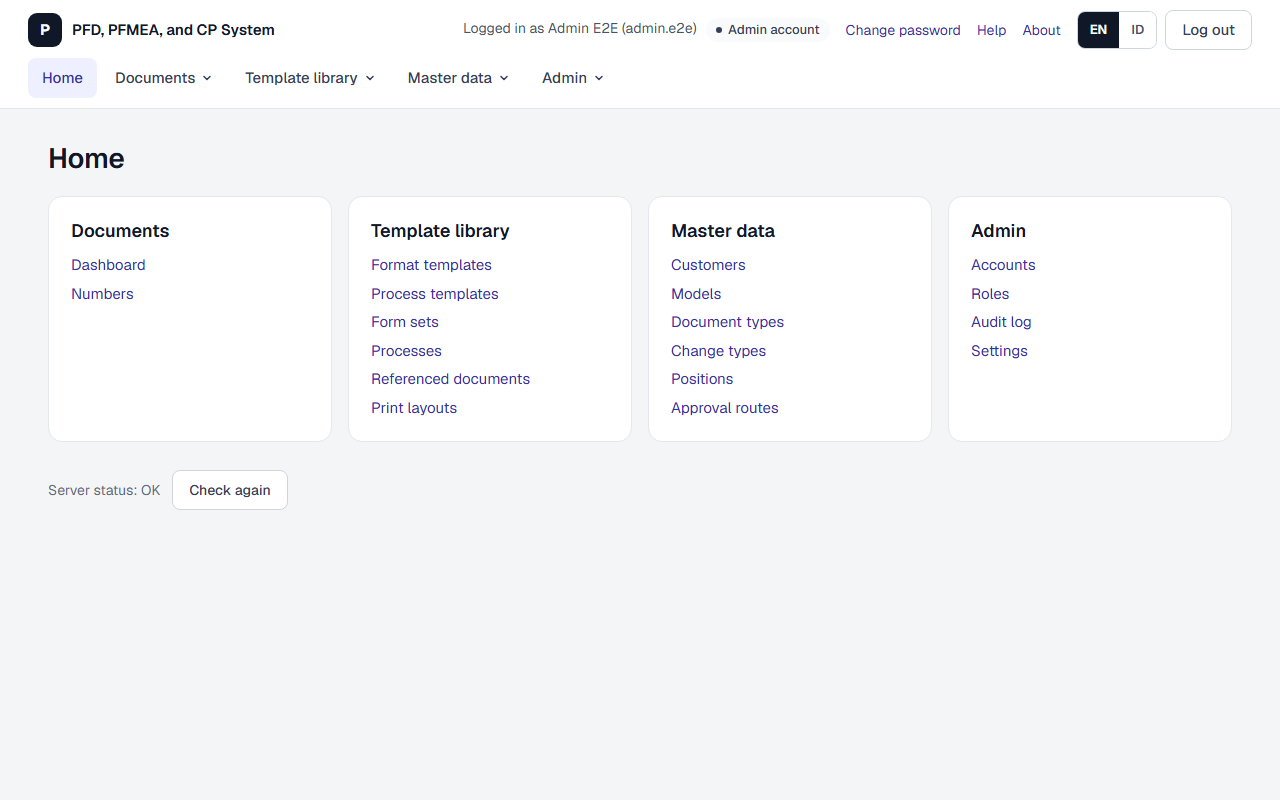 P PFD, PFMEA, and CP System Logged in as Admin E2E (admin.e2e) Admin account Change password Help About EN ID Log out
Home Documents Template library Master data Admin
Home
Documents
Dashboard
Numbers
Template library
Format templates
Process templates
Form sets
Processes
Referenced documents
Print layouts
Master data
Customers
Models
Document types
Change types
Positions
Approval routes
Admin
Accounts
Roles
Audit log
Settings
Server status: OK Check again